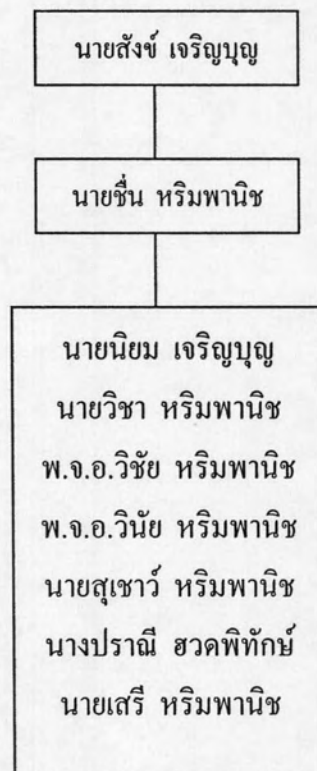 นายสังข์ เจริญบุญ
นายชื่น หริมพานิช
นายนิยม เจริญบุญ
นายวิชา หริมพานิช
พ.จ.อ.วิชัย หริมพานิช
พ.จ.อ.วินัย หริมพานิช
นายสุเชาว์ หริมพานิช
นางปราณี ฮวดพิทักษ์
นายเสรี หริมพานิช